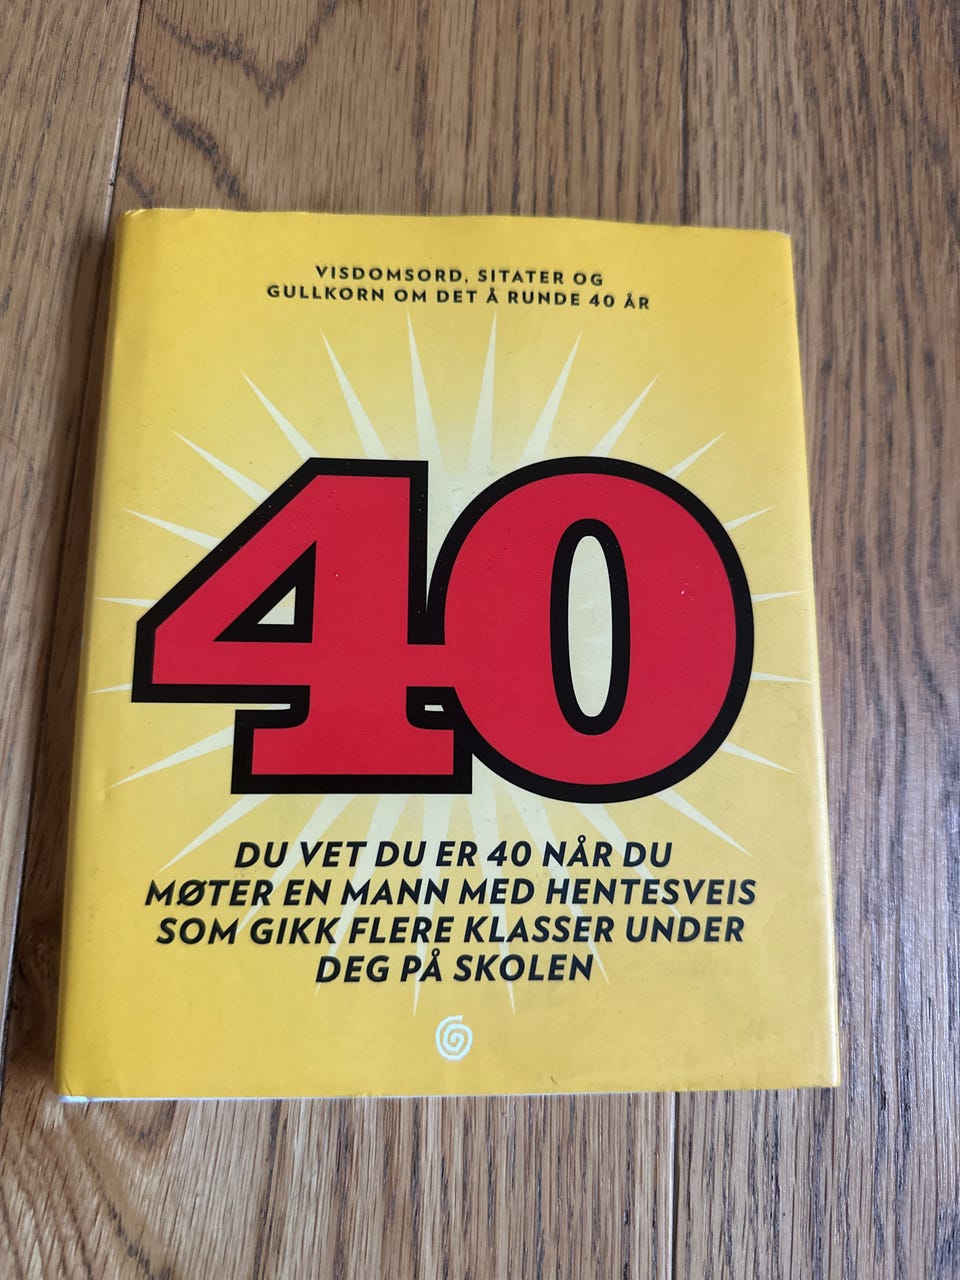 VISDOMSORD, SITATER OG
GULLKORN OM DET Å RUNDE 40 ÅR
40
DU VET DU ER 40 NÅR DU
MØTER EN MANN MED HENTESVEIS
SOM GIKK FLERE KLASSER UNDER
DEG PÅ SKOLEN